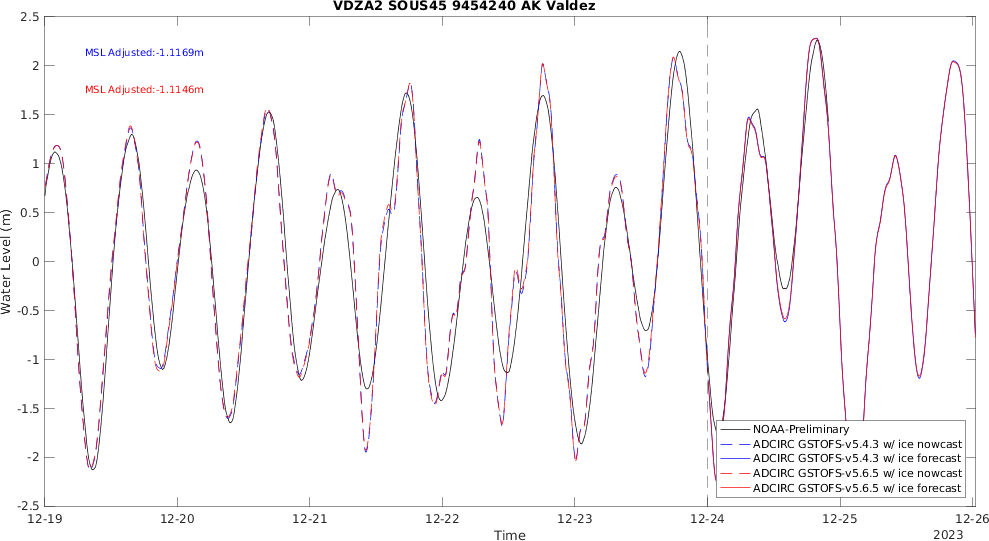 VDZA2 SOUS45 9454240 AK Valdez
MSL Adjusted:-1.1169m
MSL Adjusted:-1.1146m
Water Level (m)
2.5
2
1.5
1
0.5
0
-0.5
-1
-1.5
-2
-2.5
NOAA-Preliminary
ADCIRC GSTOFS-v5.4.3 w/ ice nowcast
ADCIRC GSTOFS-v5.4.3 w/ ice forecast
ADCIRC GSTOFS-v5.6.5 w/ ice nowcast
ADCIRC GSTOFS-v5.6.5 w/ ice forecast
12-19 12-20 12-21 12-22 12-23 12-24 12-25 12-26
Time
2023